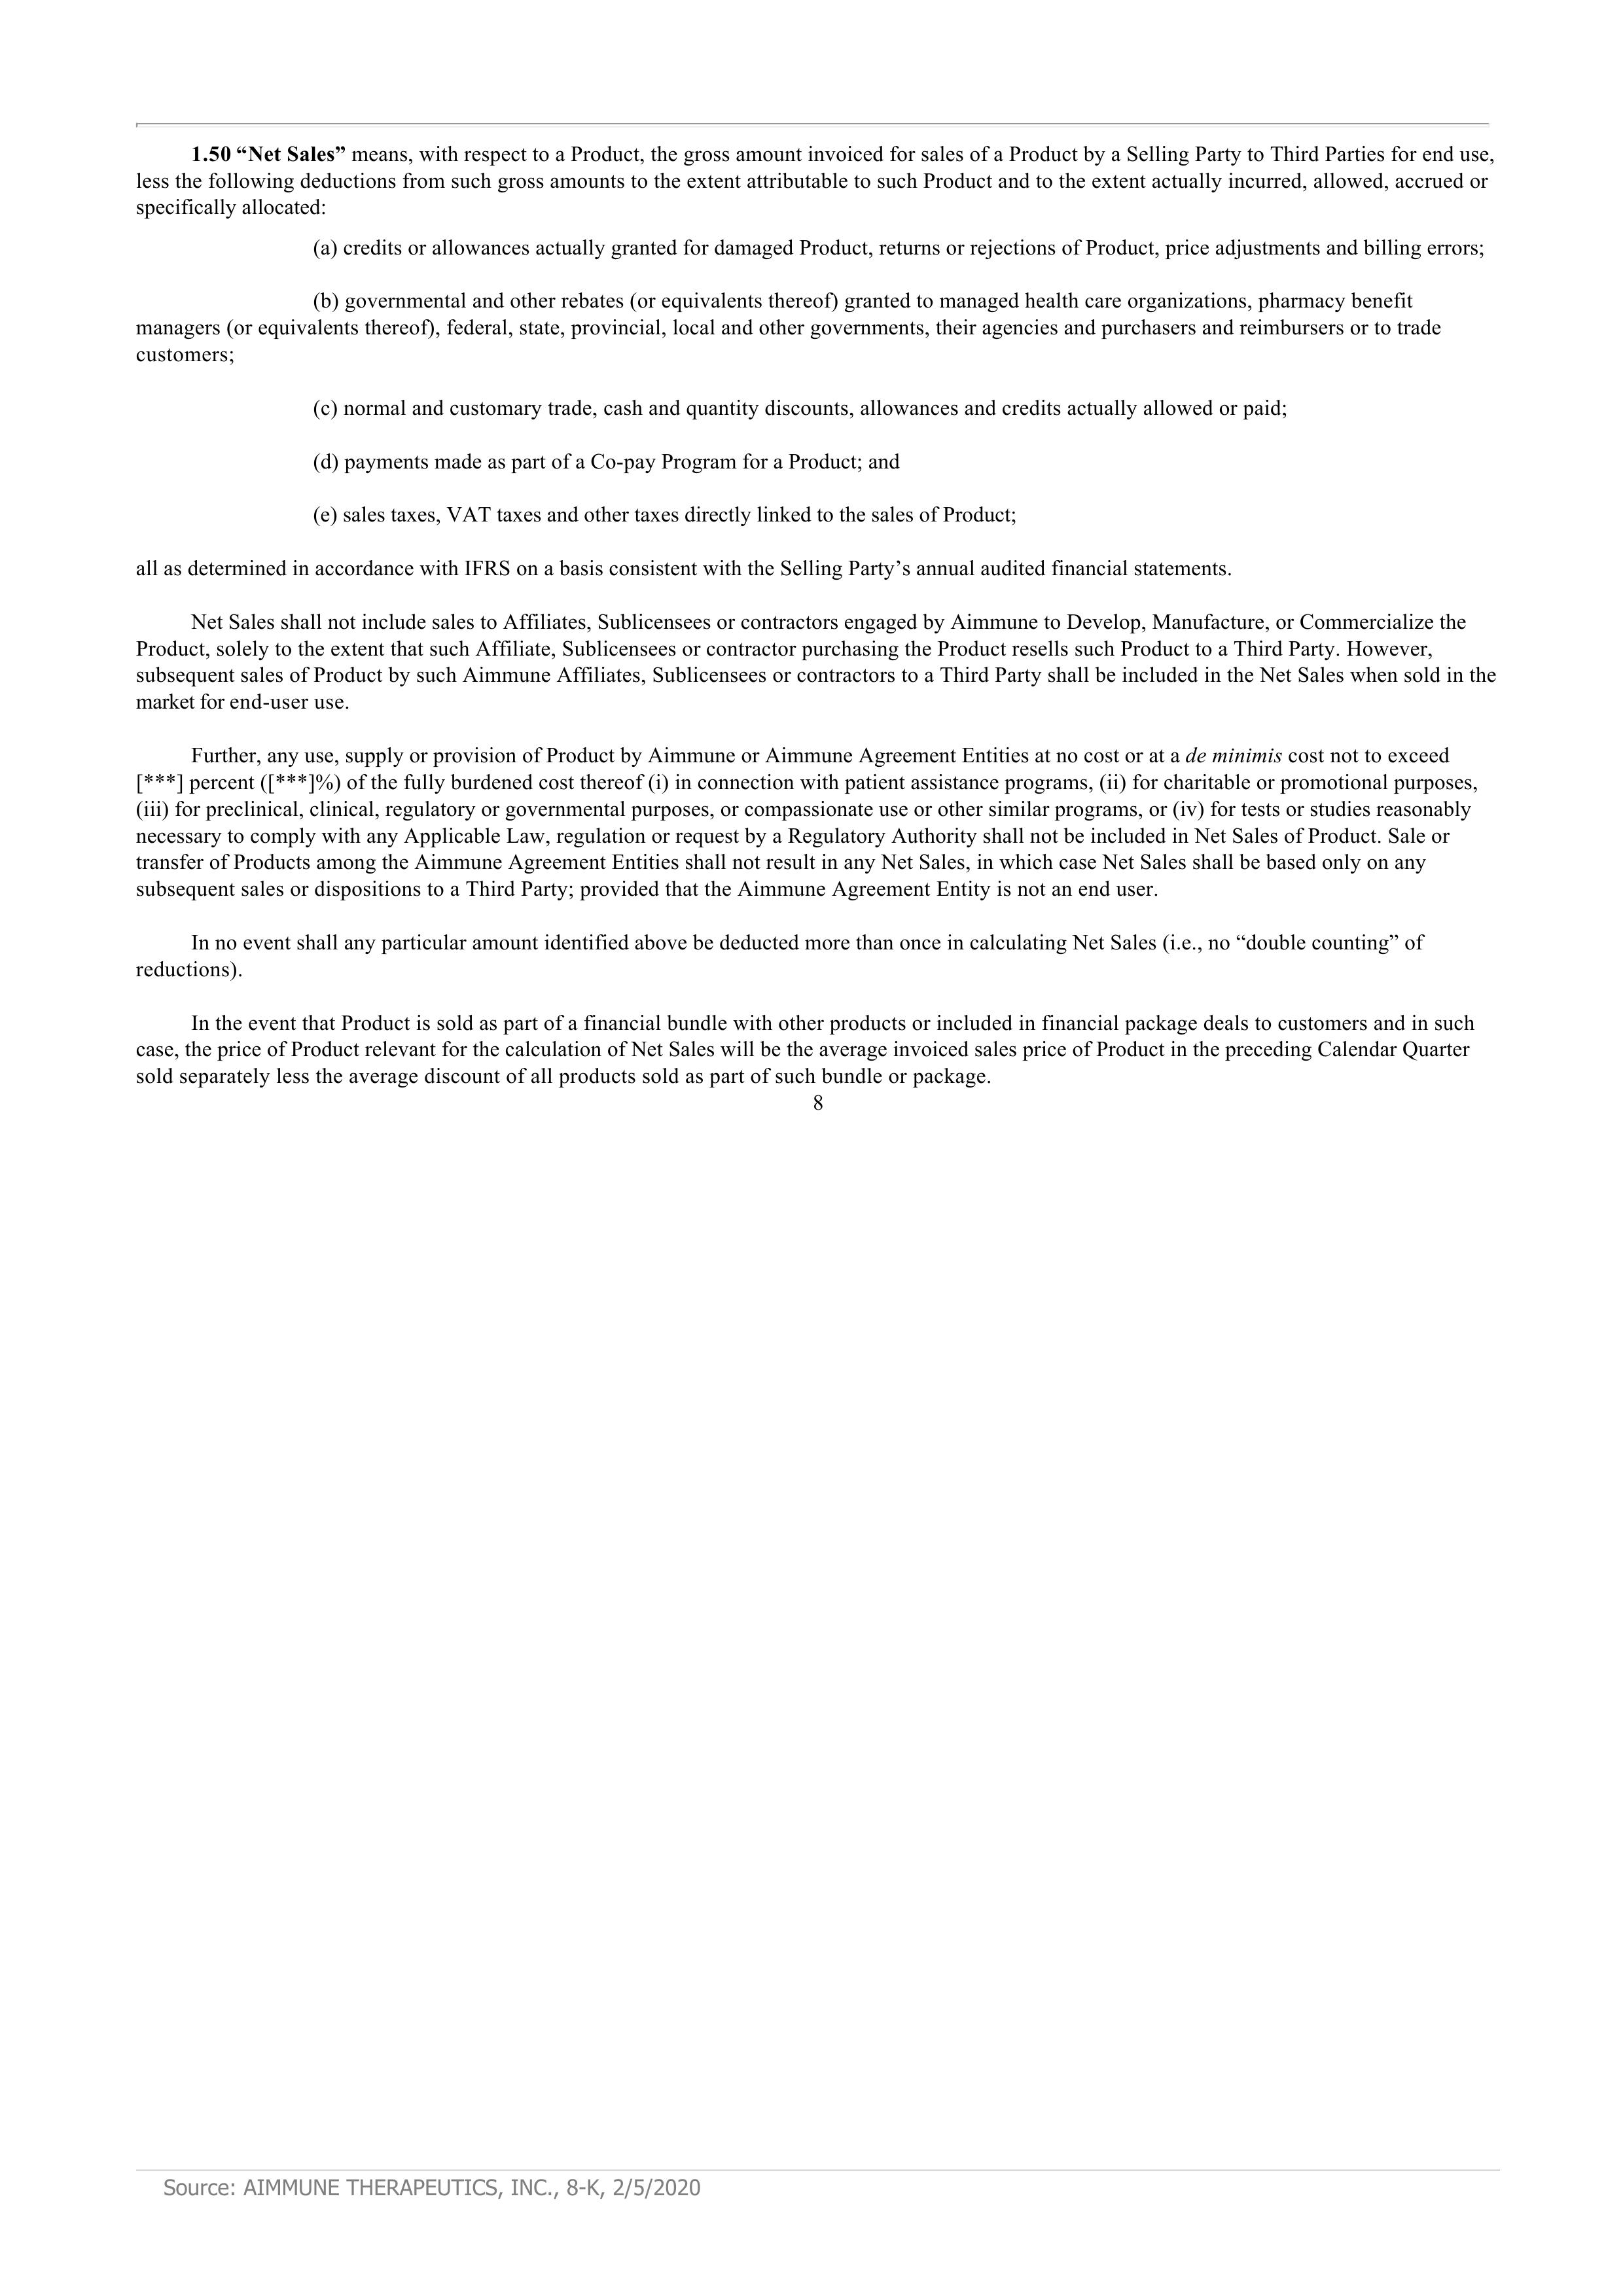 1.50 “Net Sales” means, with respect to a Product, the gross amount invoiced for sales of a Product by a Selling Party to Third Parties for end use,
less the following deductions from such gross amounts to the extent attributable to such Product and to the extent actually incurred, allowed, accrued or
specifically allocated:
(a) credits or allowances actually granted for damaged Product, returns or rejections of Product, price adjustments and billing errors;
(b) governmental and other rebates (or equivalents thereof) granted to managed health care organizations, pharmacy benefit
managers (or equivalents thereof), federal, state, provincial, local and other governments, their agencies and purchasers and reimbursers or to trade
customers;
(c) normal and customary trade, cash and quantity discounts, allowances and credits actually allowed or paid;
(d) payments made as part of a Co-pay Program for a Product; and
(e) sales taxes, VAT taxes and other taxes directly linked to the sales of Product;
all as determined in accordance with IFRS on a basis consistent with the Selling Party’s annual audited financial statements.
Net Sales shall not include sales to Affiliates, Sublicensees or contractors engaged by Aimmune to Develop, Manufacture, or Commercialize the
Product, solely to the extent that such Affiliate, Sublicensees or contractor purchasing the Product resells such Product to a Third Party. However,
subsequent sales of Product by such Aimmune Affiliates, Sublicensees or contractors to a Third Party shall be included in the Net Sales when sold in the
market for end-user use.
Further, any use, supply or provision of Product by Aimmune or Aimmune Agreement Entities at no cost or at a de minimis cost not to exceed
[***] percent ([***]%) of the fully burdened cost thereof (i) in connection with patient assistance programs, (ii) for charitable or promotional purposes,
(iii) for preclinical, clinical, regulatory or governmental purposes, or compassionate use or other similar programs, or (iv) for tests or studies reasonably
necessary to comply with any Applicable Law, regulation or request by a Regulatory Authority shall not be included in Net Sales of Product. Sale or
transfer of Products among the Aimmune Agreement Entities shall not result in any Net Sales, in which case Net Sales shall be based only on any
subsequent sales or dispositions to a Third Party; provided that the Aimmune Agreement Entity is not an end user.
In no event shall any particular amount identified above be deducted more than once in calculating Net Sales (i.e., no “double counting” of
reductions).
In the event that Product is sold as part of a financial bundle with other products or included in financial package deals to customers and in such
case, the price of Product relevant for the calculation of Net Sales will be the average invoiced sales price of Product in the preceding Calendar Quarter
sold separately less the average discount of all products sold as part of such bundle or package.
8
Source: AIMMUNE THERAPEUTICS, INC., 8-K, 2/5/2020